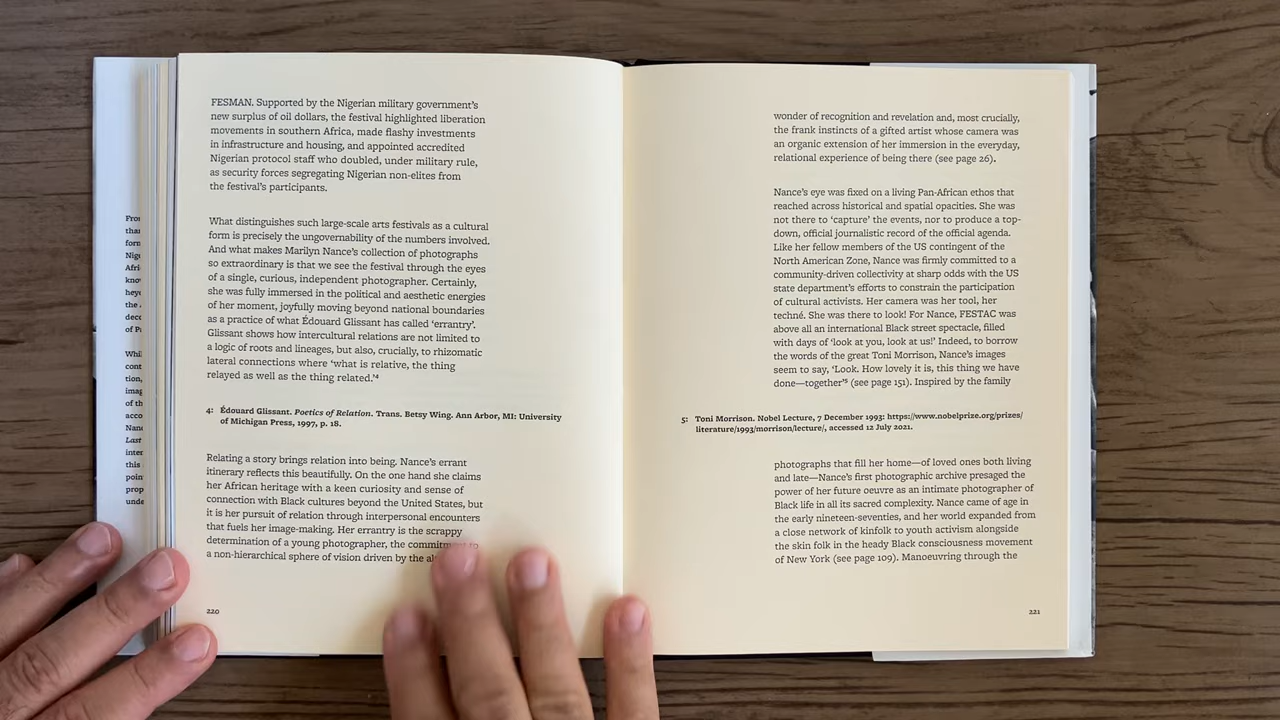 FESMAN. Supported by the Nigerian military government's
new surplus of oil dollars, the festival highlighted liberation
movements in southern Africa, made flashy investments
in infrastructure and housing, and appointed accredited
Nigerian protocol staff who doubled, under military rule,
as security forces segregating Nigerian non-elites from
the festival's participants.
What distinguishes such large-scale arts festivals as a cultural
form is precisely the ungovernability of the numbers involved.
And what makes Marilyn Nance's collection of photographs
so extraordinary is that we see the festival through the eyes
of a single, curious, independent photographer. Certainly,
she was fully immersed in the political and aesthetic energies
of her moment, joyfully moving beyond national boundaries
as a practice of what Édouard Glissant has called 'errantry'.
Glissant shows how intercultural relations are not limited to
a logic of roots and lineages, but also, crucially, to rhizomatic
lateral connections where 'what is relative, the thing
relayed as well as the thing related.'⁴
4: Édouard Glissant. Poetics of Relation. Trans. Betsy Wing. Ann Arbor, MI: University
of Michigan Press, 1997, p. 18.
Relating a story brings relation into being. Nance's errant
itinerary reflects this beautifully. On the one hand she claims
her African heritage with a keen curiosity and sense of
connection with Black cultures beyond the United States, but
it is her pursuit of relation through interpersonal encounters
that fuels her image-making. Her errantry is the scrappy
determination of a young photographer, the commitment to
a non-hierarchical sphere of vision driven by the
220
wonder of recognition and revelation and, most crucially,
the frank instincts of a gifted artist whose camera was
an organic extension of her immersion in the everyday,
relational experience of being there (see page 26).
Nance's eye was fixed on a living Pan-African ethos that
reached across historical and spatial opacities. She was
not there to 'capture' the events, nor to produce a top-
down, official journalistic record of the official agenda.
Like her fellow members of the US contingent of the
North American Zone, Nance was firmly committed to a
community-driven collectivity at sharp odds with the US
state department's efforts to constrain the participation
of cultural activists. Her camera was her tool, her
techné. She was there to look! For Nance, FESTAC was
above all an international Black street spectacle, filled
with days of 'look at you, look at us!' Indeed, to borrow
the words of the great Toni Morrison, Nance's images
seem to say, 'Look. How lovely it is, this thing we have
done—together'⁵ (see page 151). Inspired by the family
5: Toni Morrison. Nobel Lecture, 7 December 1993: https://www.nobelprize.org/prizes/
literature/1993/morrison/lecture/, accessed 12 July 2021.
photographs that fill her home—of loved ones both living
and late—Nance's first photographic archive presaged the
power of her future oeuvre as an intimate photographer of
Black life in all its sacred complexity. Nance came of age in
the early nineteen-seventies, and her world expanded from
a close network of kinfolk to youth activism alongside
the skin folk in the heady Black consciousness movement
of New York (see page 109). Manoeuvring through the
221